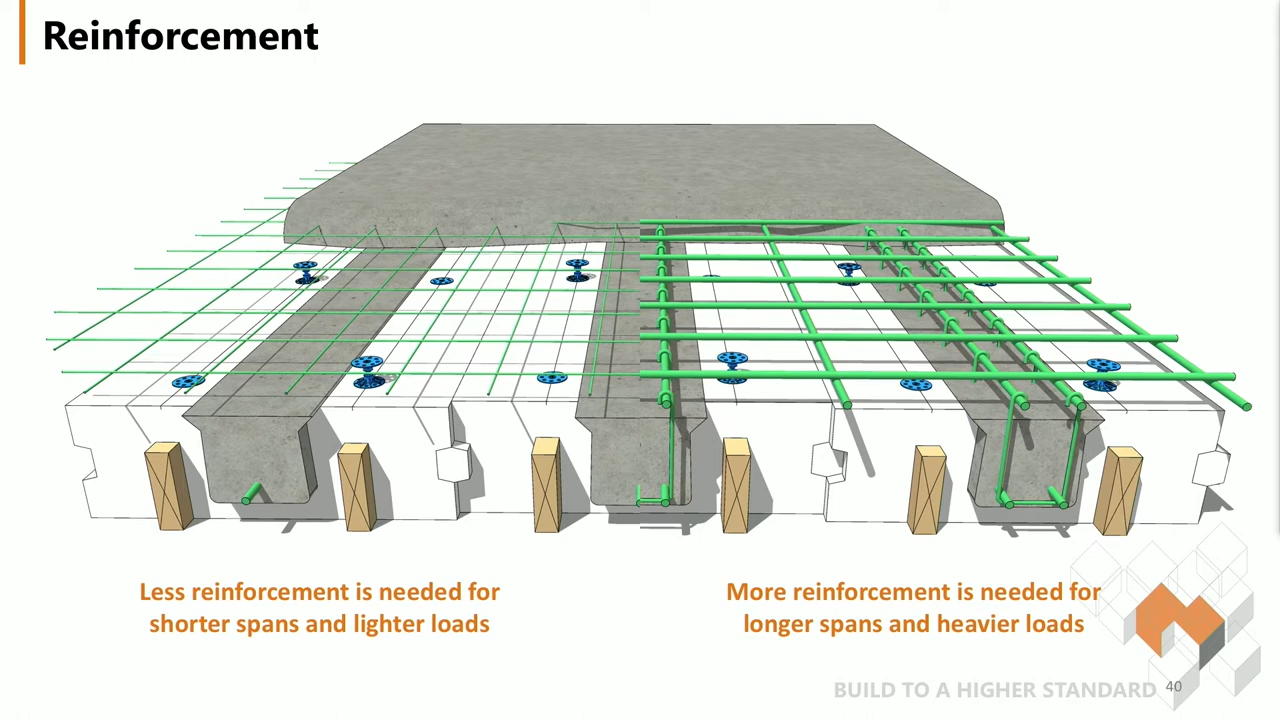 Reinforcement
Less reinforcement is needed for
shorter spans and lighter loads
More reinforcement is needed for
longer spans and heavier loads
BUILD TO A HIGHER STANDARD 40